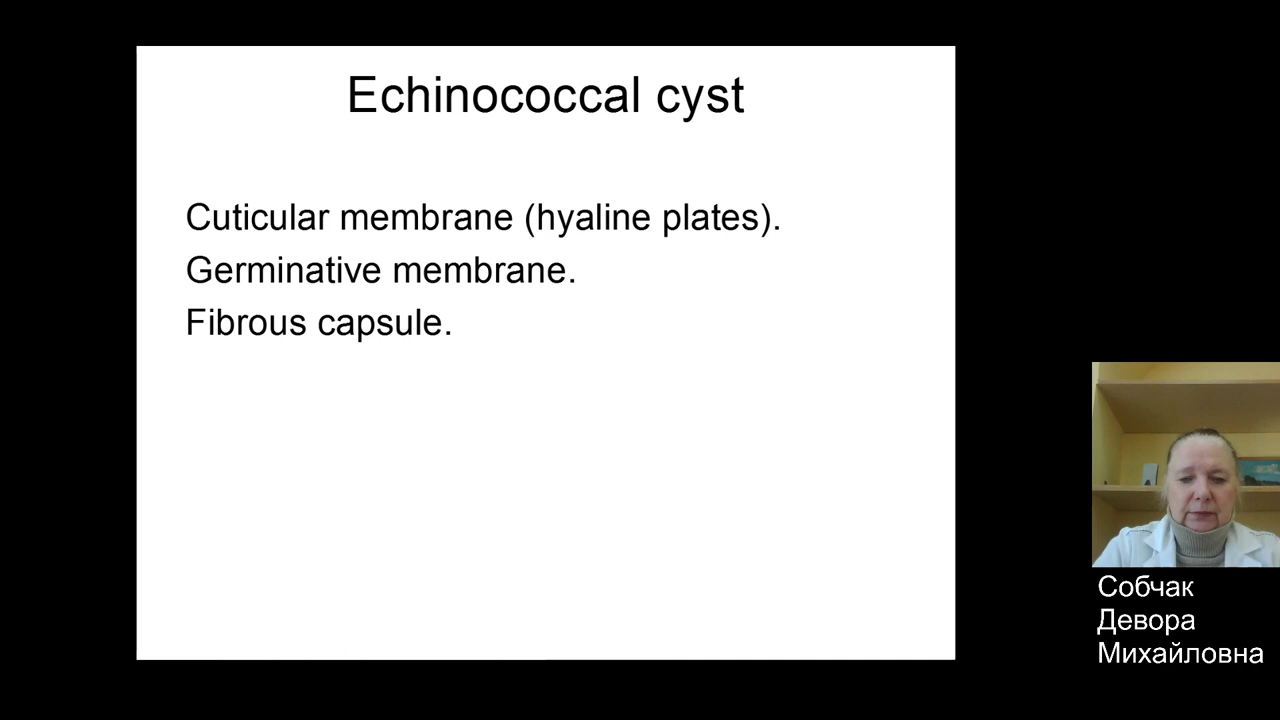 Echinococcal cyst
Cuticular membrane (hyaline plates).
Germinative membrane.
Fibrous capsule.
Собчак
Девора
Михайловна